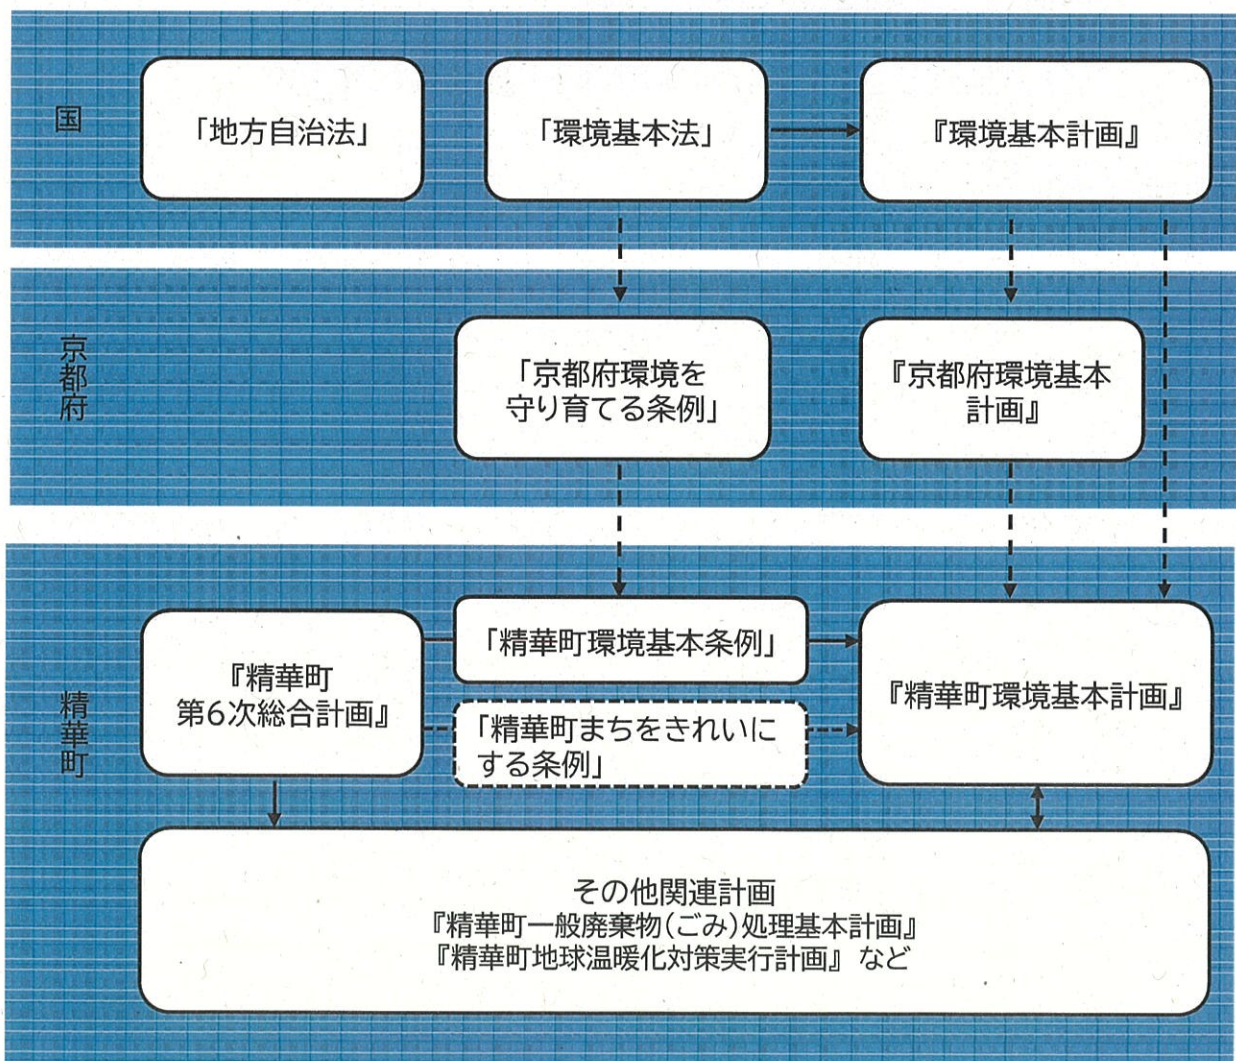 国
「地方自治法」
「環境基本法」
『環境基本計画』
京都府
「京都府環境を
守り育てる条例」
『京都府環境基本
計画』
精華町
『精華町
第6次総合計画』
「精華町環境基本条例」
「精華町まちをきれいに
する条例」
『精華町環境基本計画』
その他関連計画
『精華町一般廃棄物(ごみ)処理基本計画』
『精華町地球温暖化対策実行計画』 など